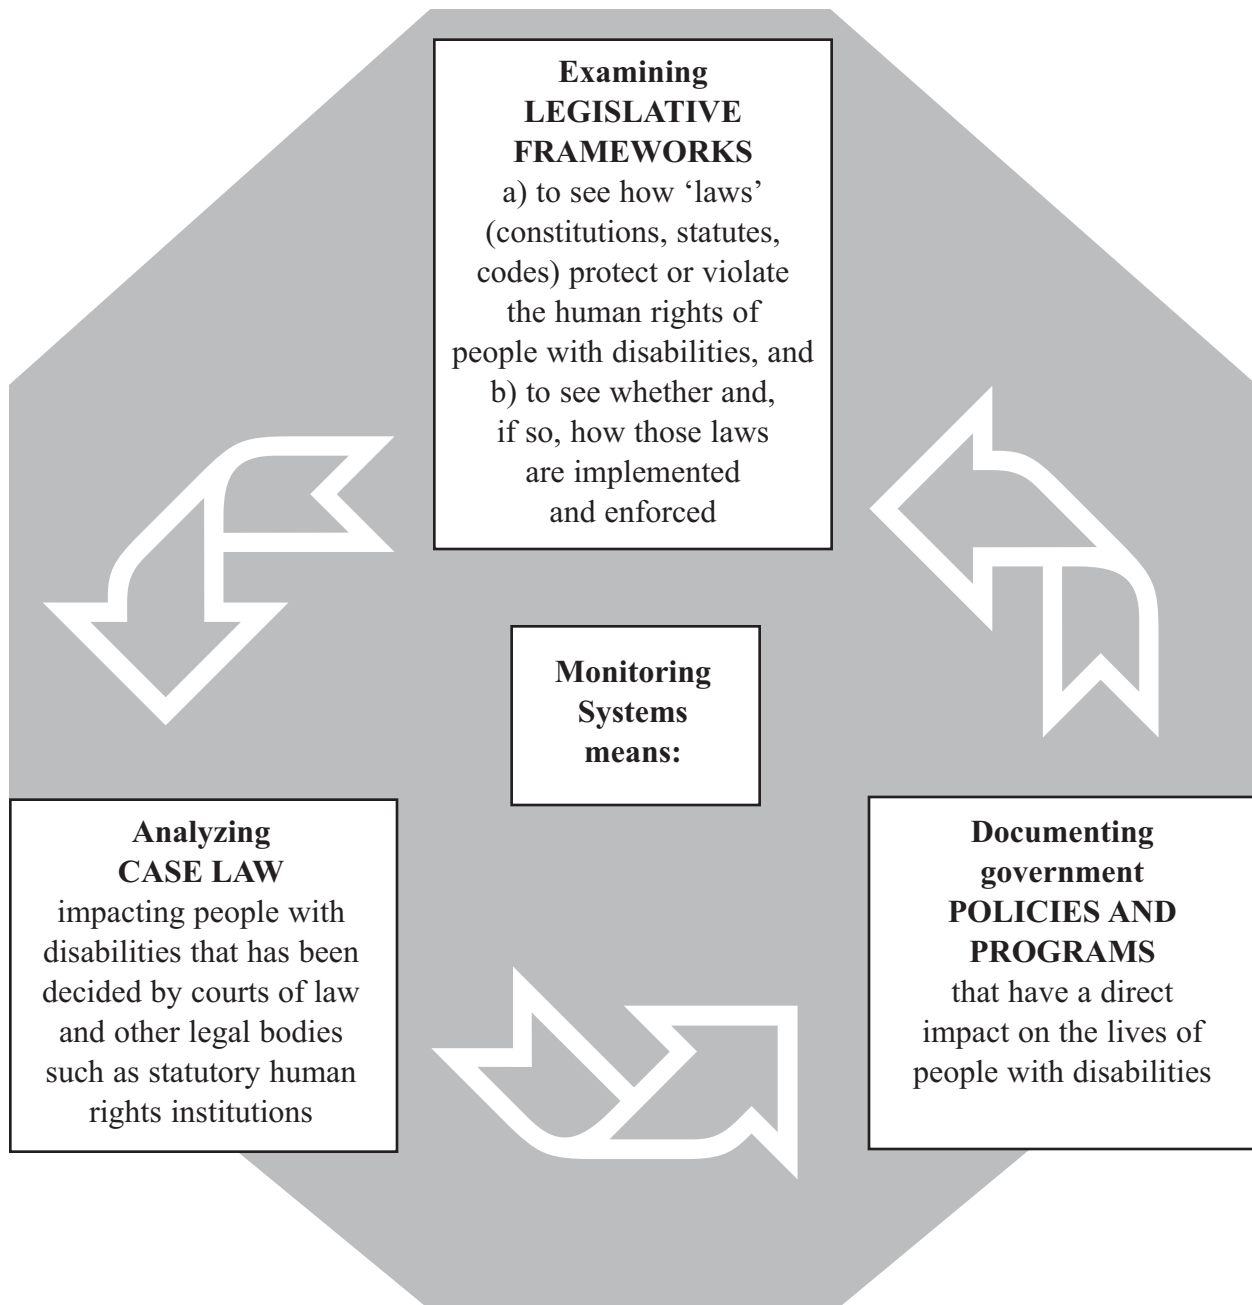 Examining
LEGISLATIVE
FRAMEWORKS
a) to see how ‘laws’
(constitutions, statutes,
codes) protect or violate
the human rights of
people with disabilities, and
b) to see whether and,
if so, how those laws
are implemented
and enforced
Monitoring
Systems
means:
Analyzing
CASE LAW
impacting people with
disabilities that has been
decided by courts of law
and other legal bodies
such as statutory human
rights institutions
Documenting
government
POLICIES AND
PROGRAMS
that have a direct
impact on the lives of
people with disabilities